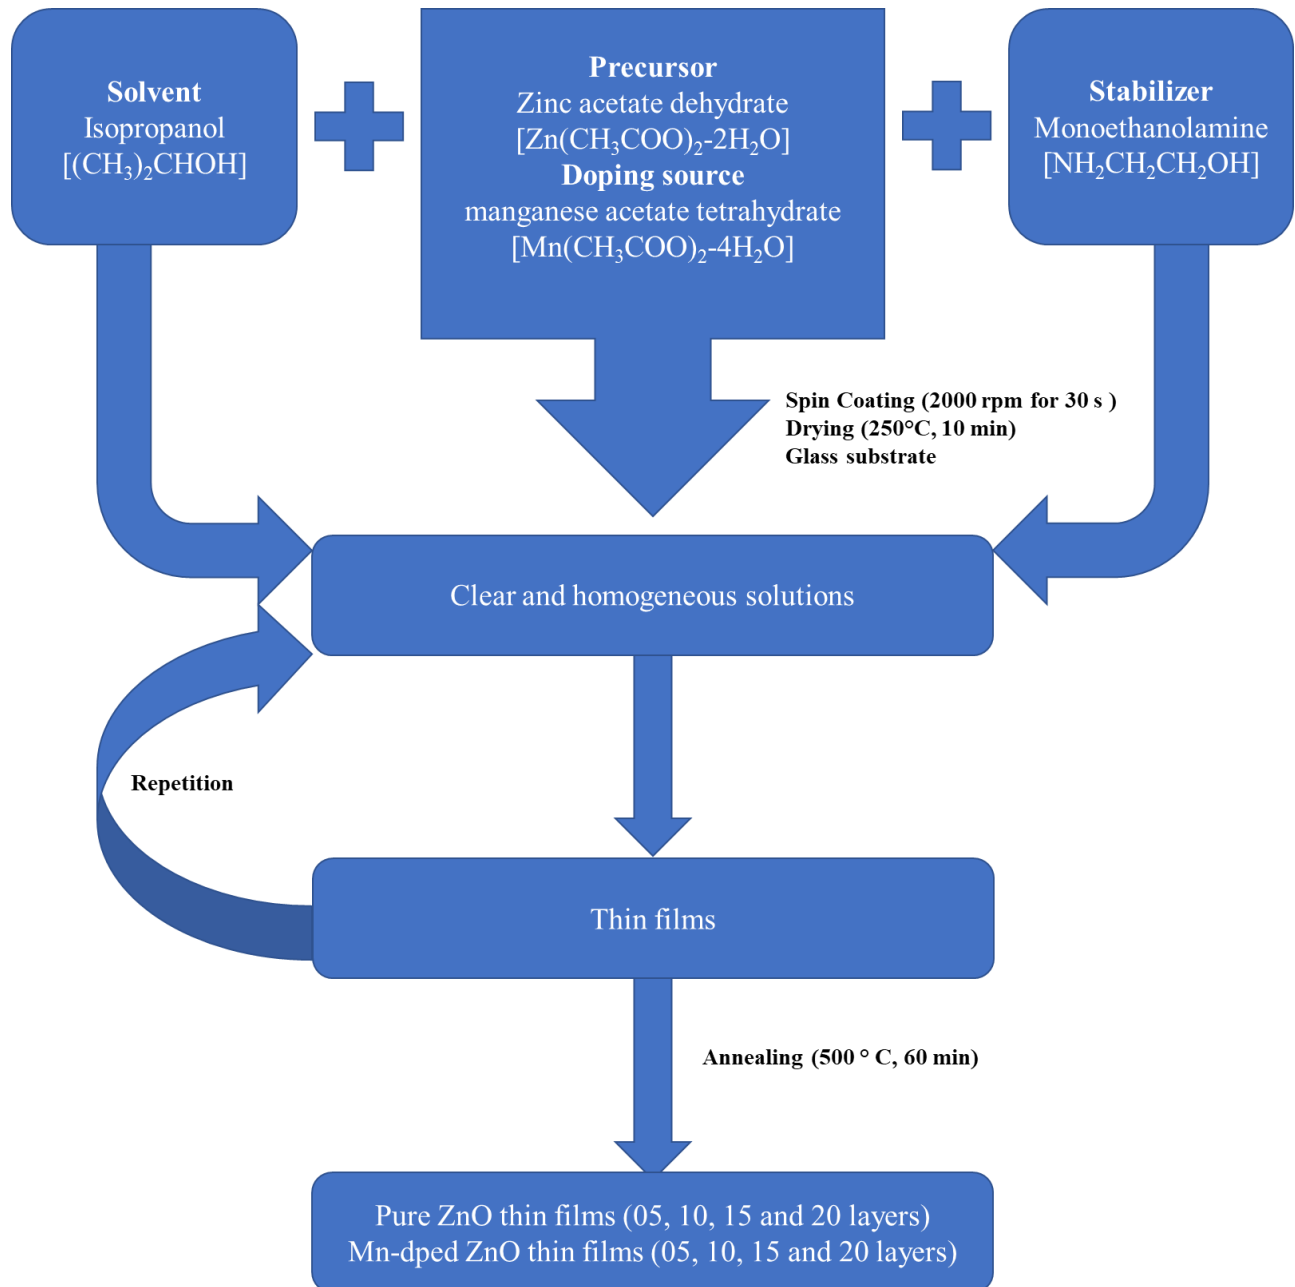 Solvent
Isopropanol
[(CH₃)₂CHOH]
Precursor
Zinc acetate dehydrate
[Zn(CH₃COO)₂-2H₂O]
Doping source
manganese acetate tetrahydrate
[Mn(CH₃COO)₂-4H₂O]
Stabilizer
Monoethanolamine
[NH₂CH₂CH₂OH]
Spin Coating (2000 rpm for 30 s )
Drying (250°C, 10 min)
Glass substrate
Clear and homogeneous solutions
Repetition
Thin films
Annealing (500 ° C, 60 min)
Pure ZnO thin films (05, 10, 15 and 20 layers)
Mn-dped ZnO thin films (05, 10, 15 and 20 layers)